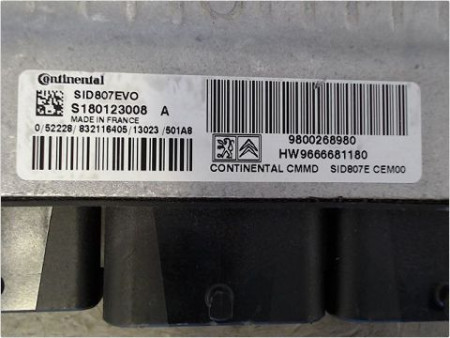 Continental
SID807EVO
S180123008 A
MADE IN FRANCE
0/52228/832116405/13023/501A8
9800268980
HW9666681180
CONTINENTAL CMMD SID807E CEM00